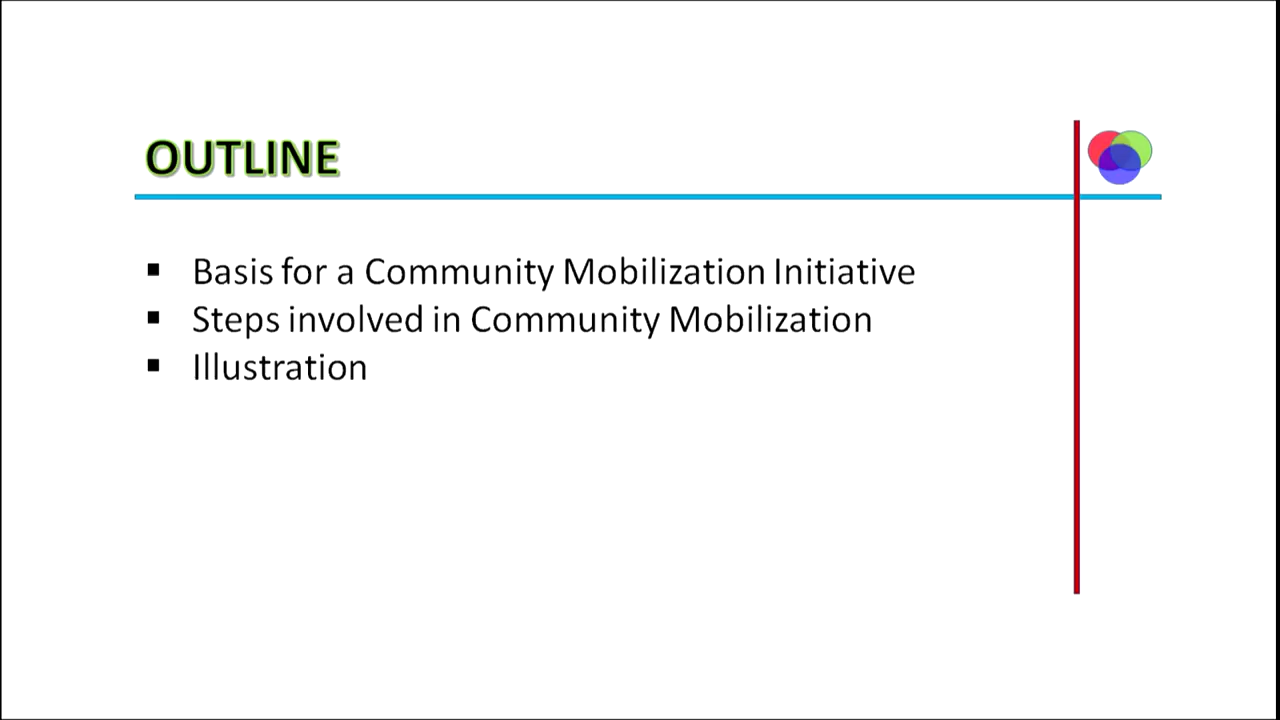 OUTLINE
▪ Basis for a Community Mobilization Initiative
▪ Steps involved in Community Mobilization
▪ Illustration